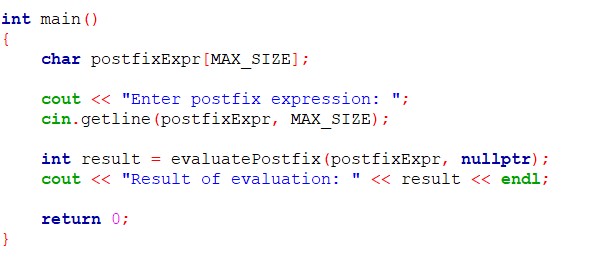 int main()
{
    char postfixExpr[MAX_SIZE];
    cout << "Enter postfix expression: ";
    cin.getline(postfixExpr, MAX_SIZE);
    int result = evaluatePostfix(postfixExpr, nullptr);
    cout << "Result of evaluation: " << result << endl;
    return 0;
}